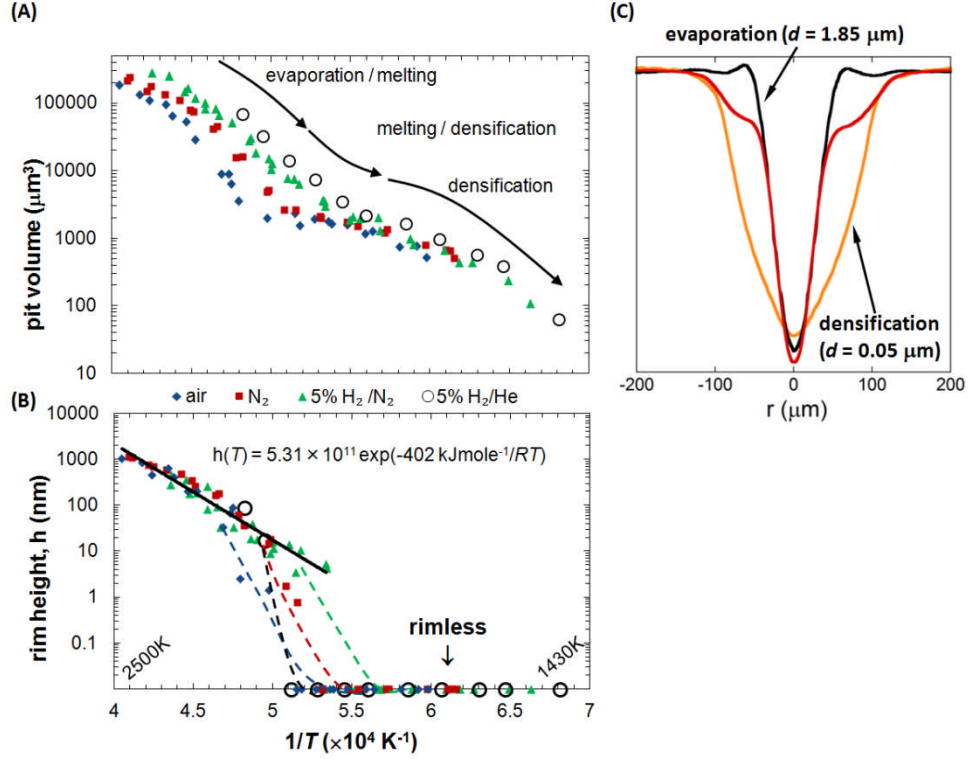 (A)
pit volume (μm³)
100000
10000
1000
100
10
evaporation / melting
melting / densification
densification
air
N₂
5% H₂/N₂
5% H₂/He
(B)
rim height, h (nm)
10000
1000
100
10
1
0.1
h(T) = 5.31 × 10¹¹ exp(-402 kJmole⁻¹/RT)
rimless
2500K
1430K
4
4.5
5
5.5
6
6.5
7
1/T (×10⁴ K⁻¹)
(C)
evaporation (d = 1.85 μm)
densification
(d = 0.05 μm)
-200
-100
0
100
200
r (μm)